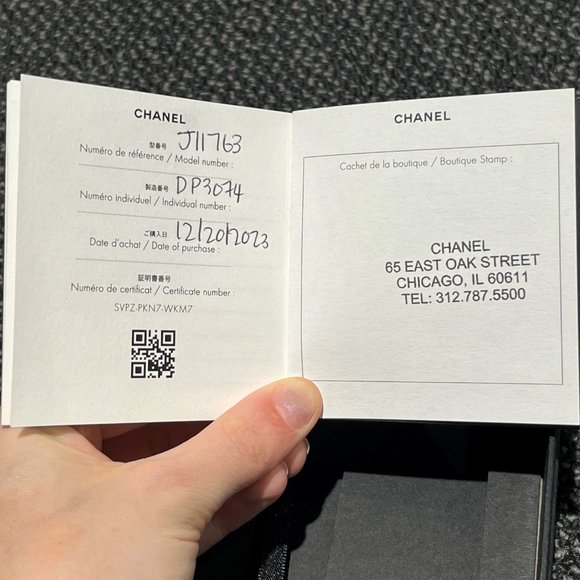 CHANEL
型番号 J11763
Numéro de référence / Model number :
製造番号 DP3074
Numéro individuel / Individual number :
ご購入日 12/20/2023
Date d'achat / Date of purchase :
証明書番号
Numéro de certificat / Certificate number :
SVPZ-PKN7-WKM7
CHANEL
Cachet de la boutique / Boutique Stamp :
CHANEL
65 EAST OAK STREET
CHICAGO, IL 60611
TEL: 312.787.5500